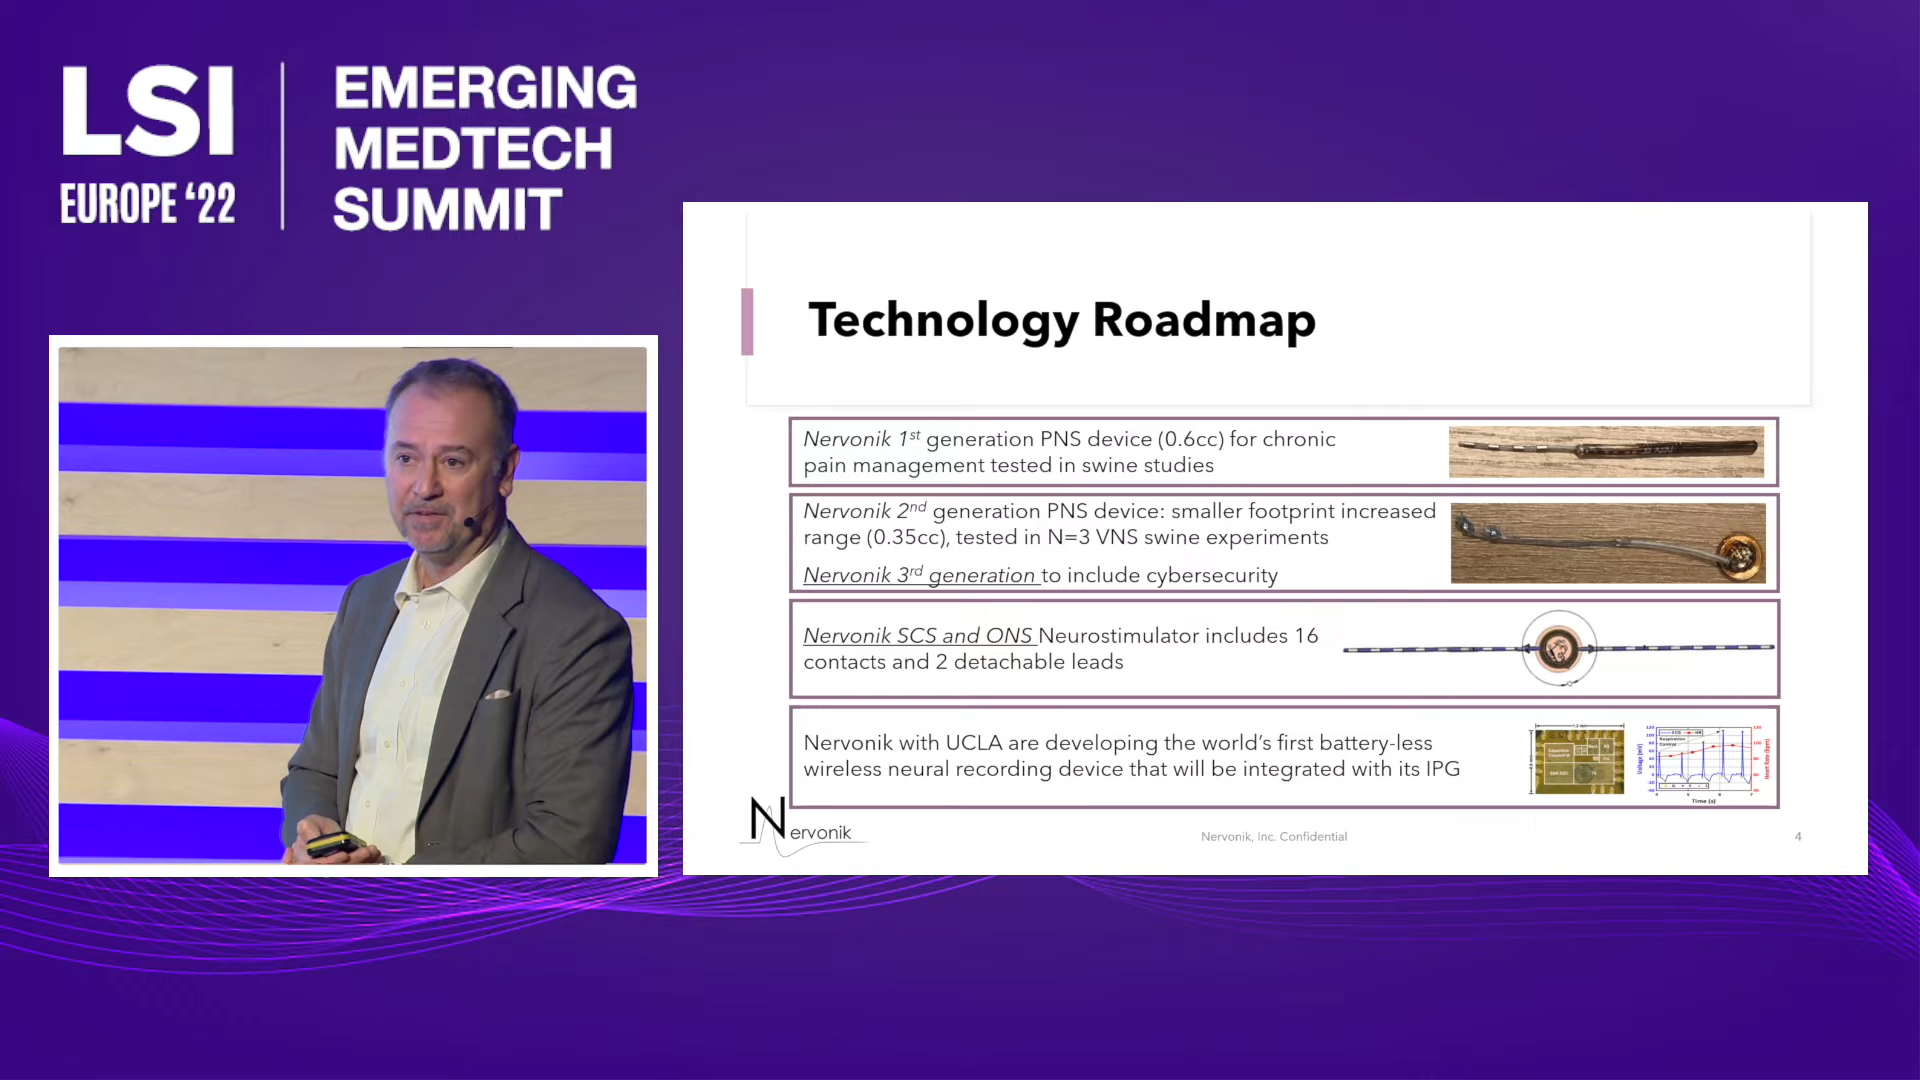 LSI
EUROPE ‘22
EMERGING
MEDTECH
SUMMIT
Technology Roadmap
Nervonik 1st generation PNS device (0.6cc) for chronic
pain management tested in swine studies
Nervonik 2nd generation PNS device: smaller footprint increased
range (0.35cc), tested in N=3 VNS swine experiments
Nervonik 3rd generation to include cybersecurity
Nervonik SCS and ONS Neurostimulator includes 16
contacts and 2 detachable leads
Nervonik with UCLA are developing the world’s first battery-less
wireless neural recording device that will be integrated with its IPG
Time (s)
Nervonik
Nervonik, Inc. Confidential
4